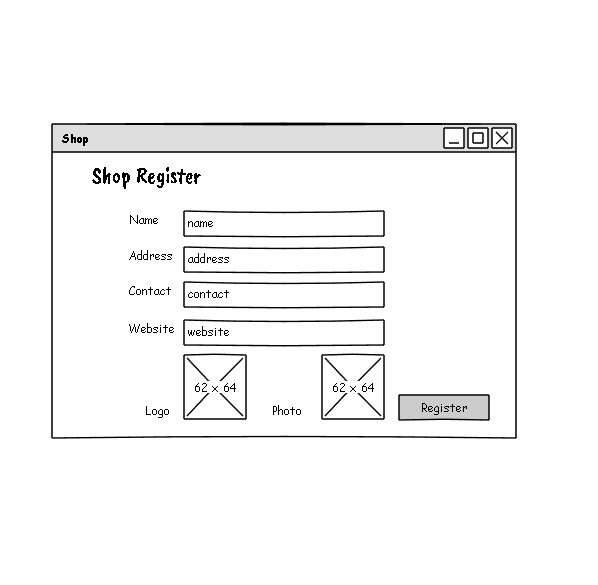 Shop
Shop Register
Name
name
Address
address
Contact
contact
Website
website
Logo
62 x 64
Photo
62 x 64
Register